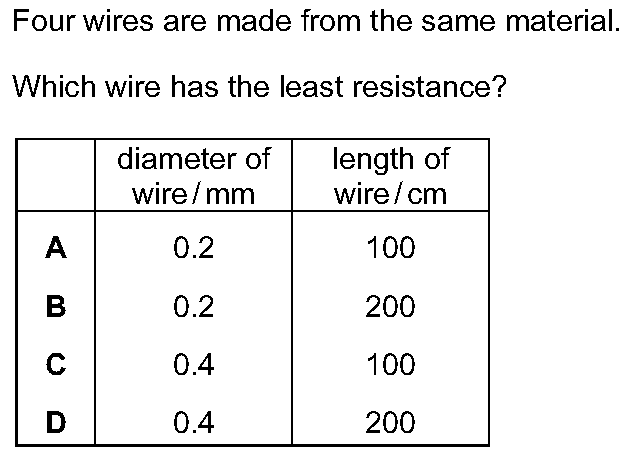 Four wires are made from the same material.
Which wire has the least resistance?
diameter of wire / mm length of wire / cm
A 0.2 100
B 0.2 200
C 0.4 100
D 0.4 200